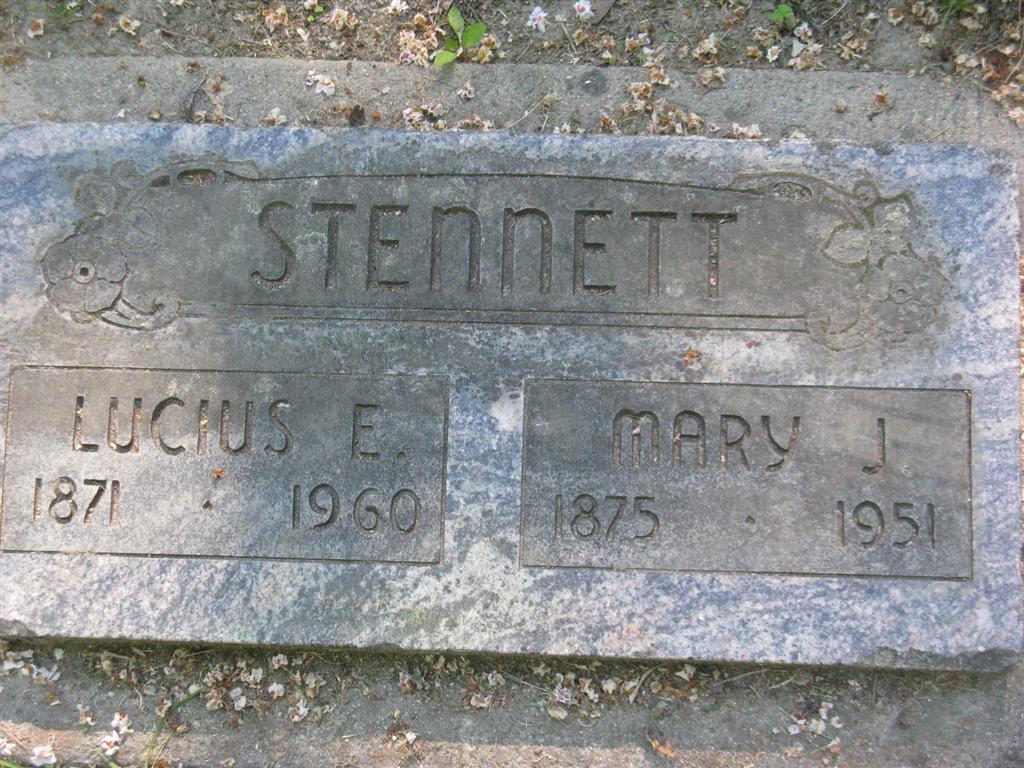 STENNETT
LUCIUS E.
1871 · 1960
MARY J
1875 · 1951